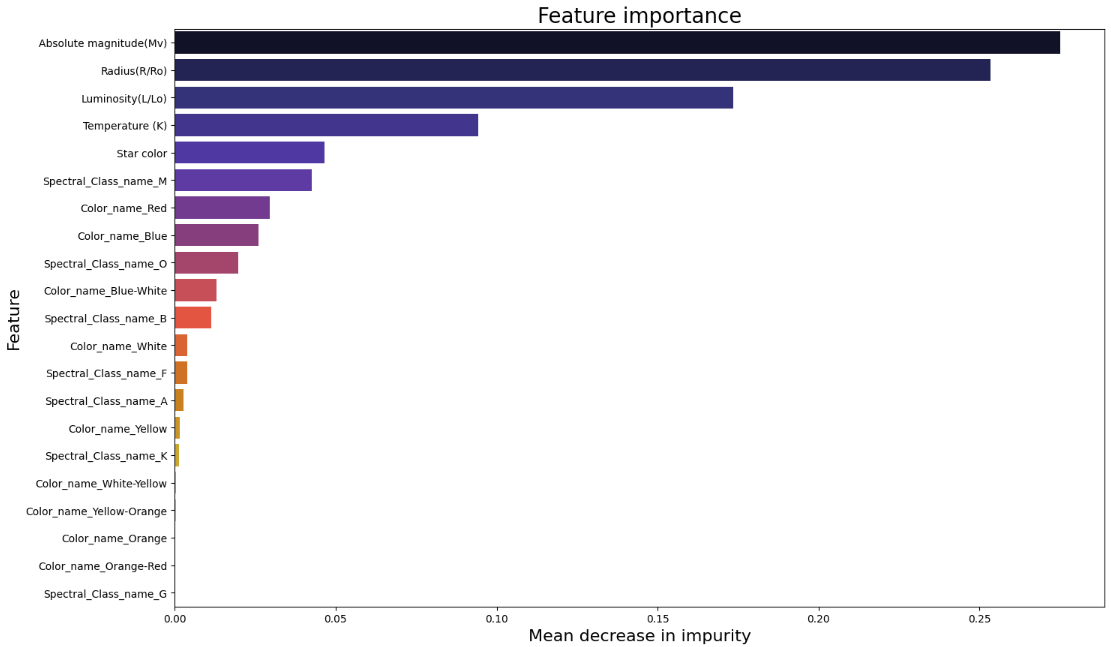 Feature importance
Absolute magnitude(Mv)
Radius(R/Ro)
Luminosity(L/Lo)
Temperature (K)
Star color
Spectral_Class_name_M
Color_name_Red
Color_name_Blue
Spectral_Class_name_O
Color_name_Blue-White
Spectral_Class_name_B
Color_name_White
Spectral_Class_name_F
Spectral_Class_name_A
Color_name_Yellow
Spectral_Class_name_K
Color_name_White-Yellow
Color_name_Yellow-Orange
Color_name_Orange
Color_name_Orange-Red
Spectral_Class_name_G
Feature
0.00 0.05 0.10 0.15 0.20 0.25
Mean decrease in impurity